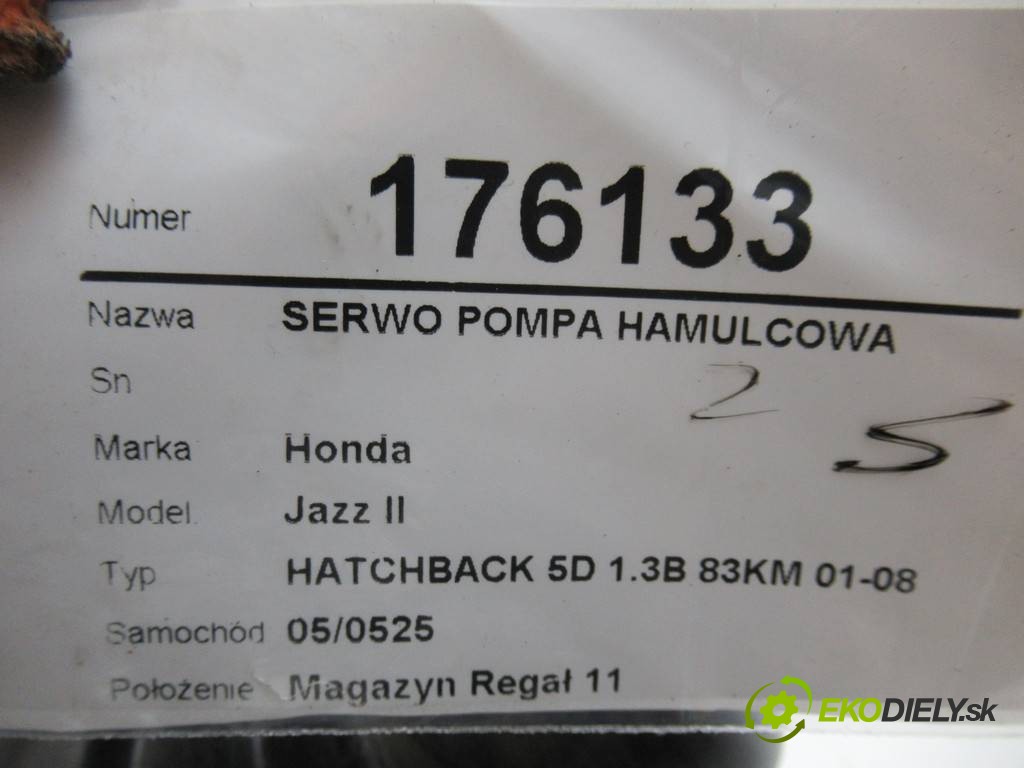 Numer 176133
Nazwa SERWO POMPA HAMULCOWA
Sn
2
5
Marka Honda
Model Jazz II
Typ HATCHBACK 5D 1.3B 83KM 01-08
Samochód 05/0525
Położenie Magazyn Regał 11
EKODIELY.sk